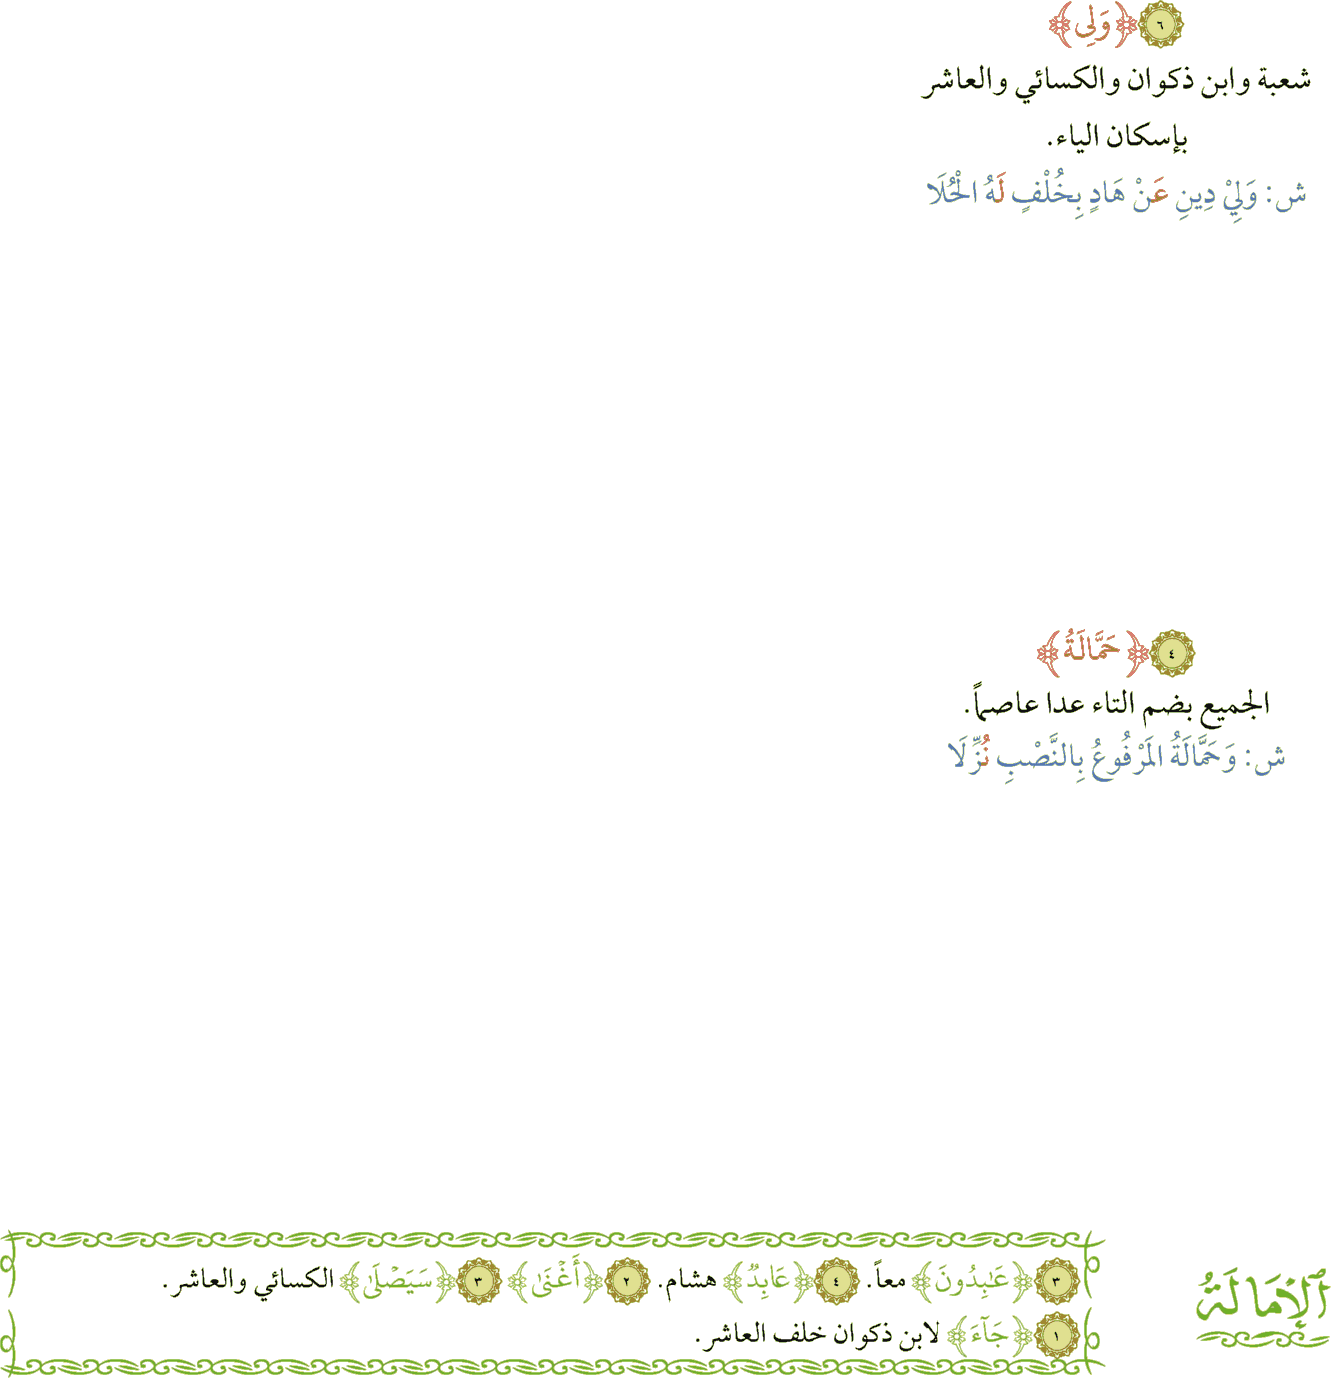 ٦ ﴿وَلِي﴾
شعبة وابن ذكوان والكسائي والعاشر
بإسكان الياء.
ش: وَلِيْ دِينِ عَنْ هَادٍ بِخُلْفٍ لَهُ الْحُلَا
٤ ﴿حَمَّالَةُ﴾
الجميع بضم التاء عدا عاصماً.
ش: وَحَمَّالَةُ المَرْفُوعُ بِالنَّصْبِ نُزِّلَا
٣ ﴿عَٰبِدُونَ﴾ معاً. ٤ ﴿عَابِدٌ﴾ هشام. ٢ ﴿أَغْنَىٰ﴾ ٣ ﴿سَيَصْلَىٰ﴾ الكسائي والعاشر.
١ ﴿جَآءَ﴾ لابن ذكوان خلف العاشر.
ٱلْإِمَالَةُ